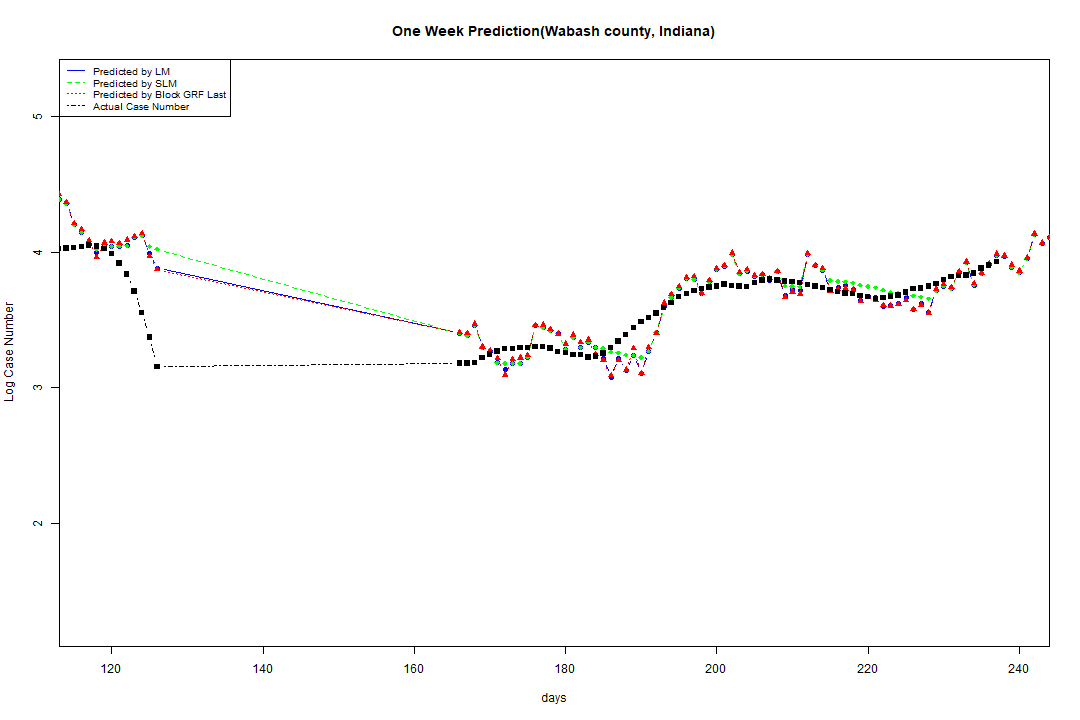 One Week Prediction(Wabash county, Indiana)
Predicted by LM
Predicted by SLM
Predicted by Block GRF Last
Actual Case Number
5
4
3
2
Log Case Number
120 140 160 180 200 220 240
days